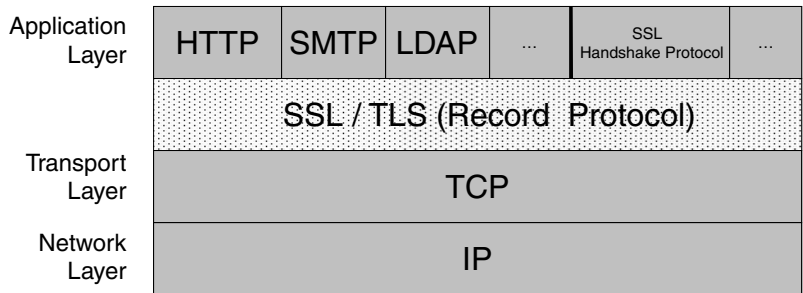 Application
Layer
HTTP SMTP LDAP ... SSL
Handshake Protocol ...
SSL / TLS (Record Protocol)
Transport
Layer
TCP
Network
Layer
IP